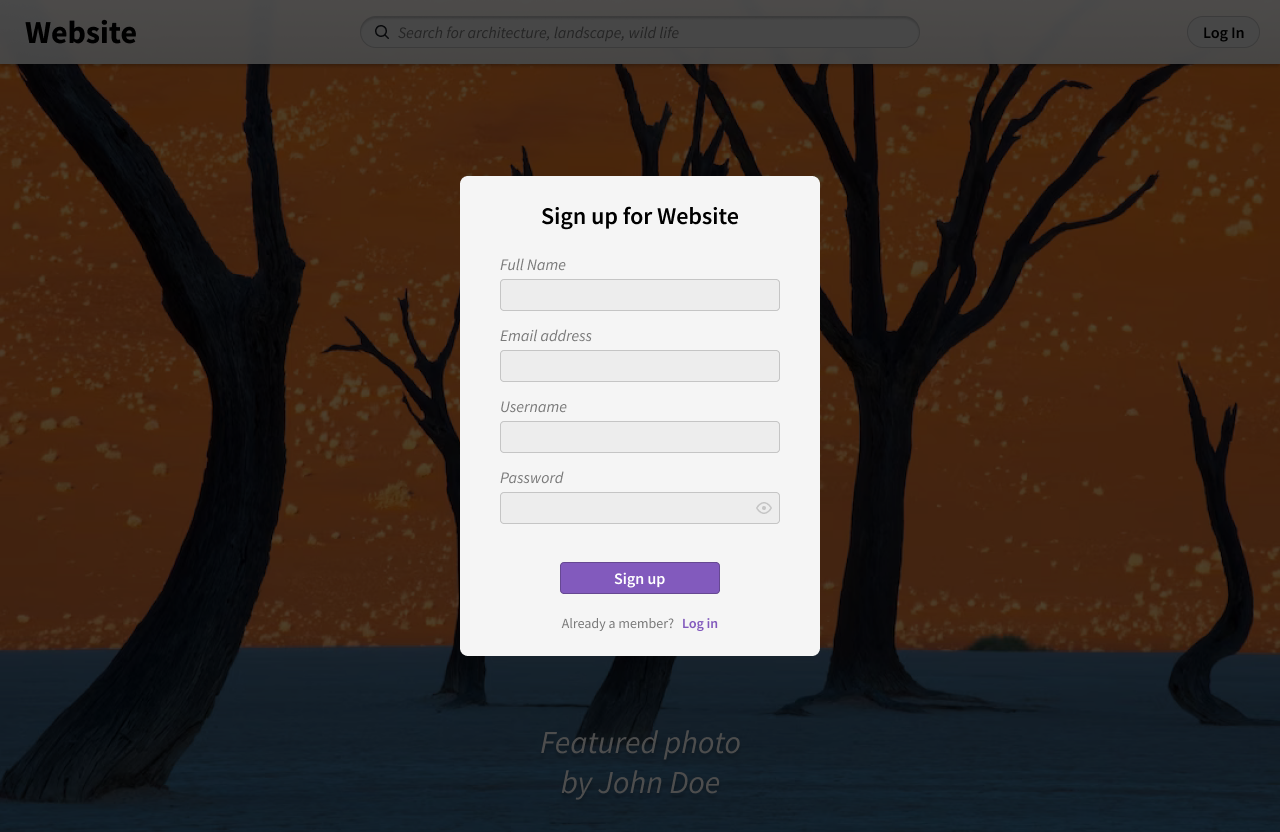 Website
Search for architecture, landscape, wild life
Log In
Sign up for Website
Full Name
Email address
Username
Password
Sign up
Already a member? Log in
Featured photo
by John Doe